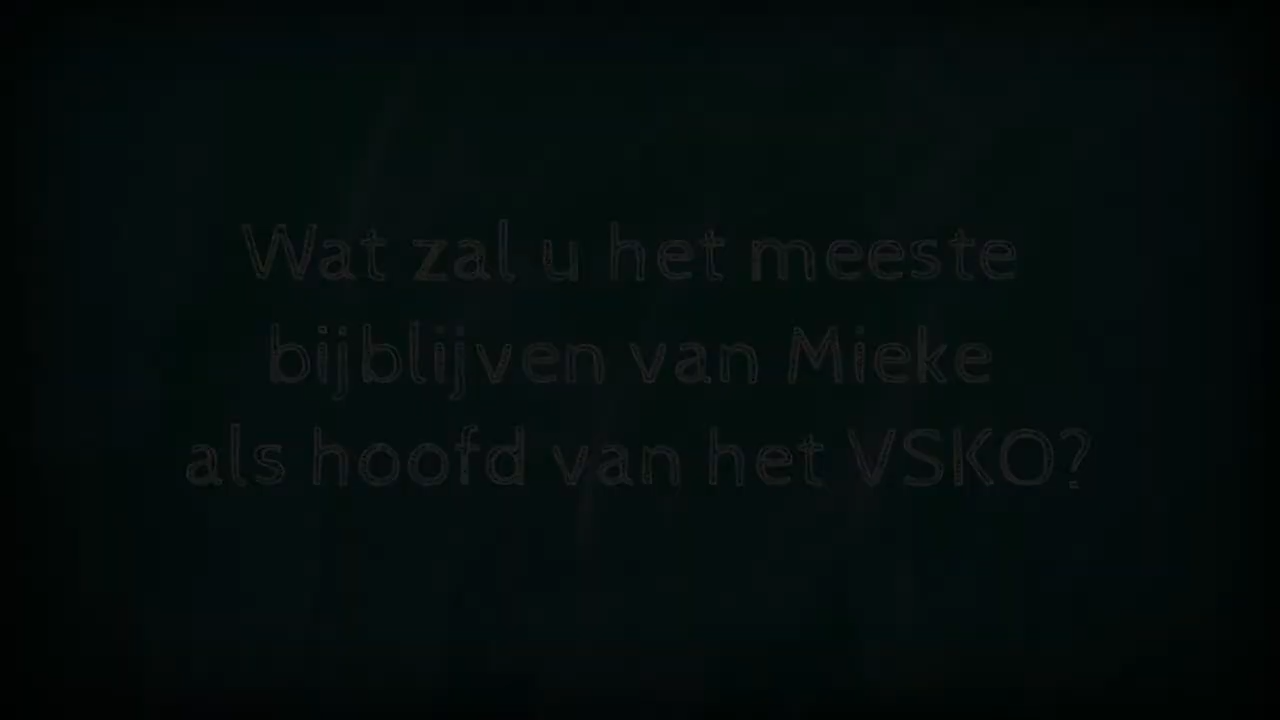 Wat zal u het meeste
bijblijven van Mieke
als hoofd van het VSKO?